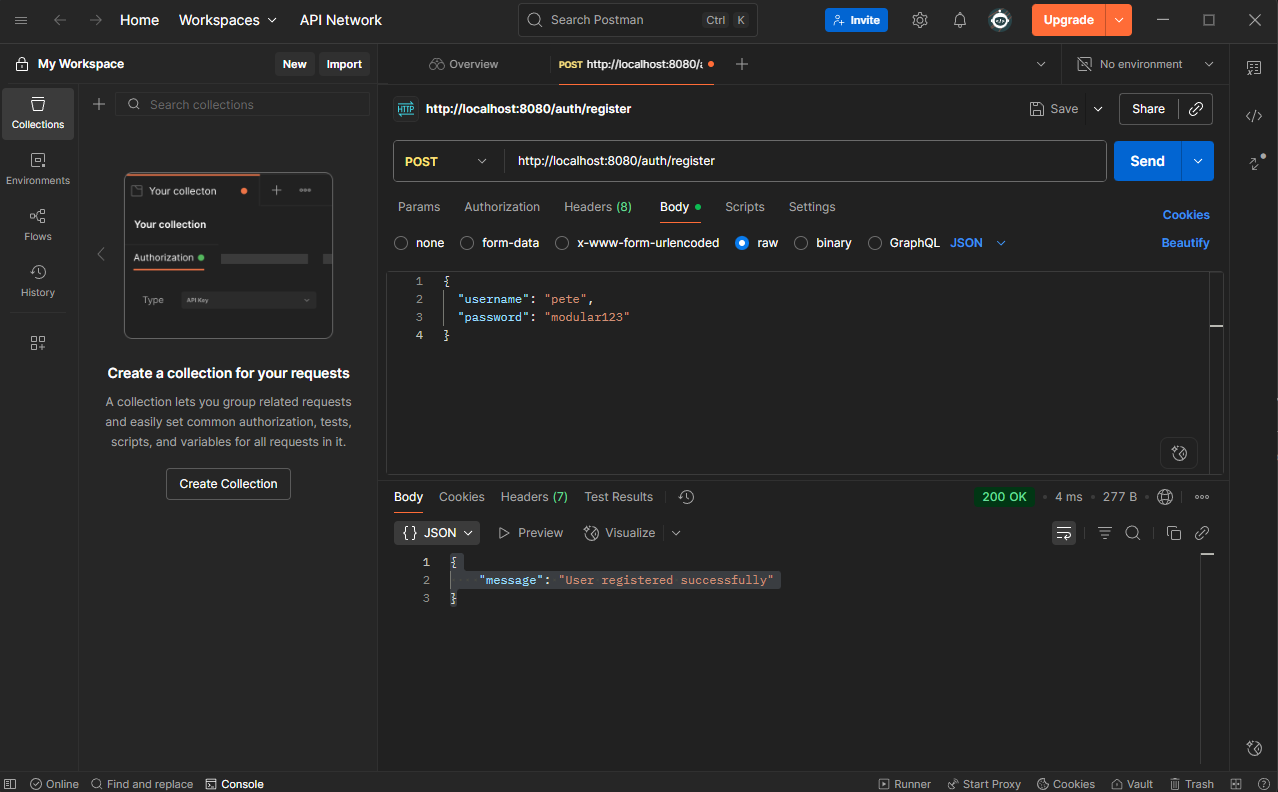 Home Workspaces API Network Search Postman Ctrl K Invite Upgrade
My Workspace New Import Overview POST http://localhost:8080/a No environment
Collections
Environments
Flows
History
Search collections
Your collecton
Your collection
Authorization
Type API Key
Create a collection for your requests
A collection lets you group related requests
and easily set common authorization, tests,
scripts, and variables for all requests in it.
Create Collection
HTTP http://localhost:8080/auth/register Save Share
POST http://localhost:8080/auth/register Send
Params Authorization Headers (8) Body Scripts Settings Cookies
none form-data x-www-form-urlencoded raw binary GraphQL JSON Beautify
1 {
2 "username": "pete",
3 "password": "modular123"
4 }
Body Cookies Headers (7) Test Results 200 OK • 4 ms • 277 B
{} JSON Preview Visualize
1 {
2 "message": "User registered successfully"
3 }
Online Find and replace Console Runner Start Proxy Cookies Vault Trash